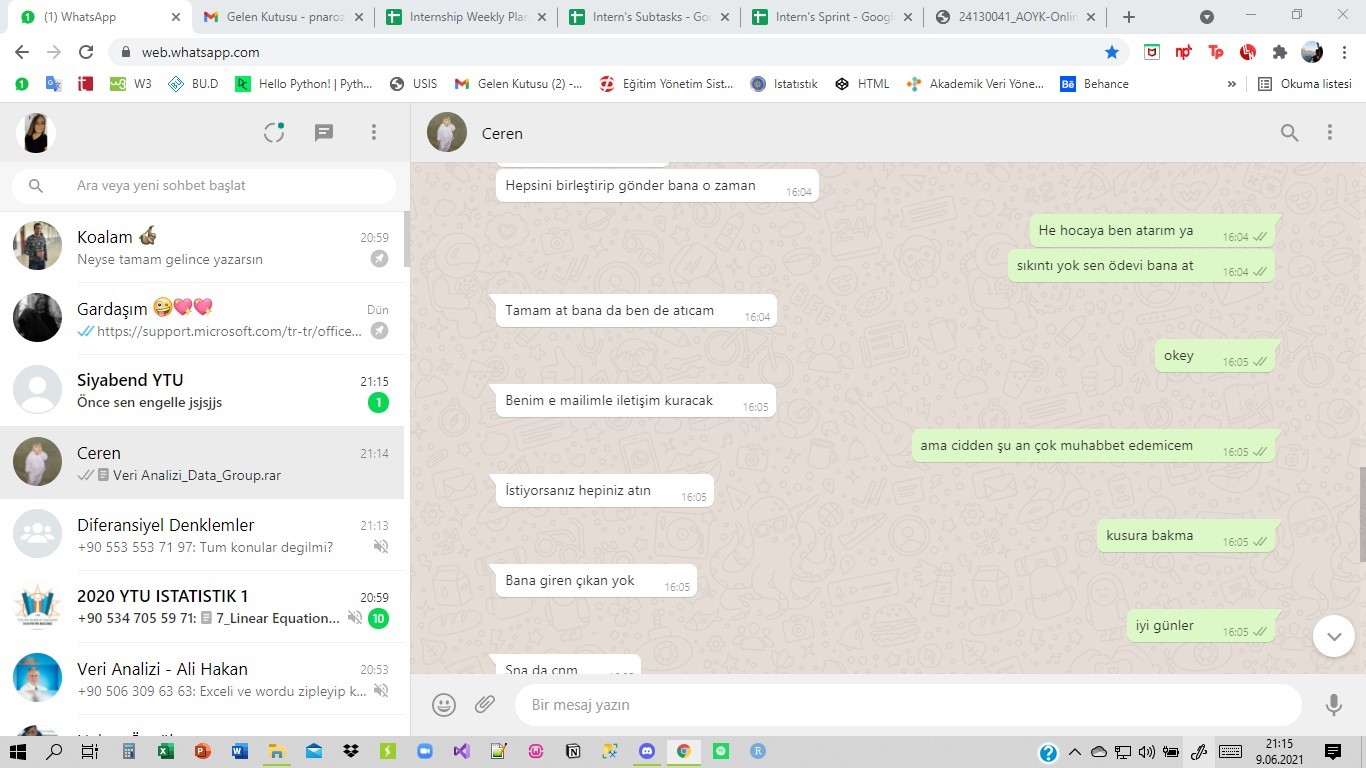 (1) WhatsApp
Gelen Kutusu - pnaroz
Internship Weekly Pla
Intern's Subtasks - Go
Intern's Sprint - Googl
24130041_AOYK-Onlin
web.whatsapp.com
W3
BU.D
Hello Python! | Pyth...
USIS
Gelen Kutusu (2) -...
Eğitim Yönetim Sist...
Istatıstık
HTML
Akademik Veri Yöne...
Behance
»
Okuma listesi
Ceren
Ara veya yeni sohbet başlat
Koalam 20:59
Neyse tamam gelince yazarsın
Gardaşım Dün
https://support.microsoft.com/tr-tr/office...
Siyabend YTU 21:15
Önce sen engelle jsjsjjs 1
Ceren 21:14
Veri Analizi_Data_Group.rar
Diferansiyel Denklemler 21:13
+90 553 553 71 97: Tum konular degilmi?
2020 YTU ISTATISTIK 1 20:59
+90 534 705 59 71: 7_Linear Equation... 10
Veri Analizi - Ali Hakan 20:53
+90 506 309 63 63: Exceli ve wordu zipleyip k...
Hepsini birleştirip gönder bana o zaman 16:04
He hocaya ben atarım ya 16:04
sıkıntı yok sen ödevi bana at 16:04
Tamam at bana da ben de atıcam 16:04
okey 16:05
Benim e mailimle iletişim kuracak 16:05
ama cidden şu an çok muhabbet edemicem 16:05
İstiyorsanız hepiniz atın 16:05
kusura bakma 16:05
Bana giren çıkan yok 16:05
iyi günler 16:05
Sna da cnm
Bir mesaj yazın
21:15
9.06.2021